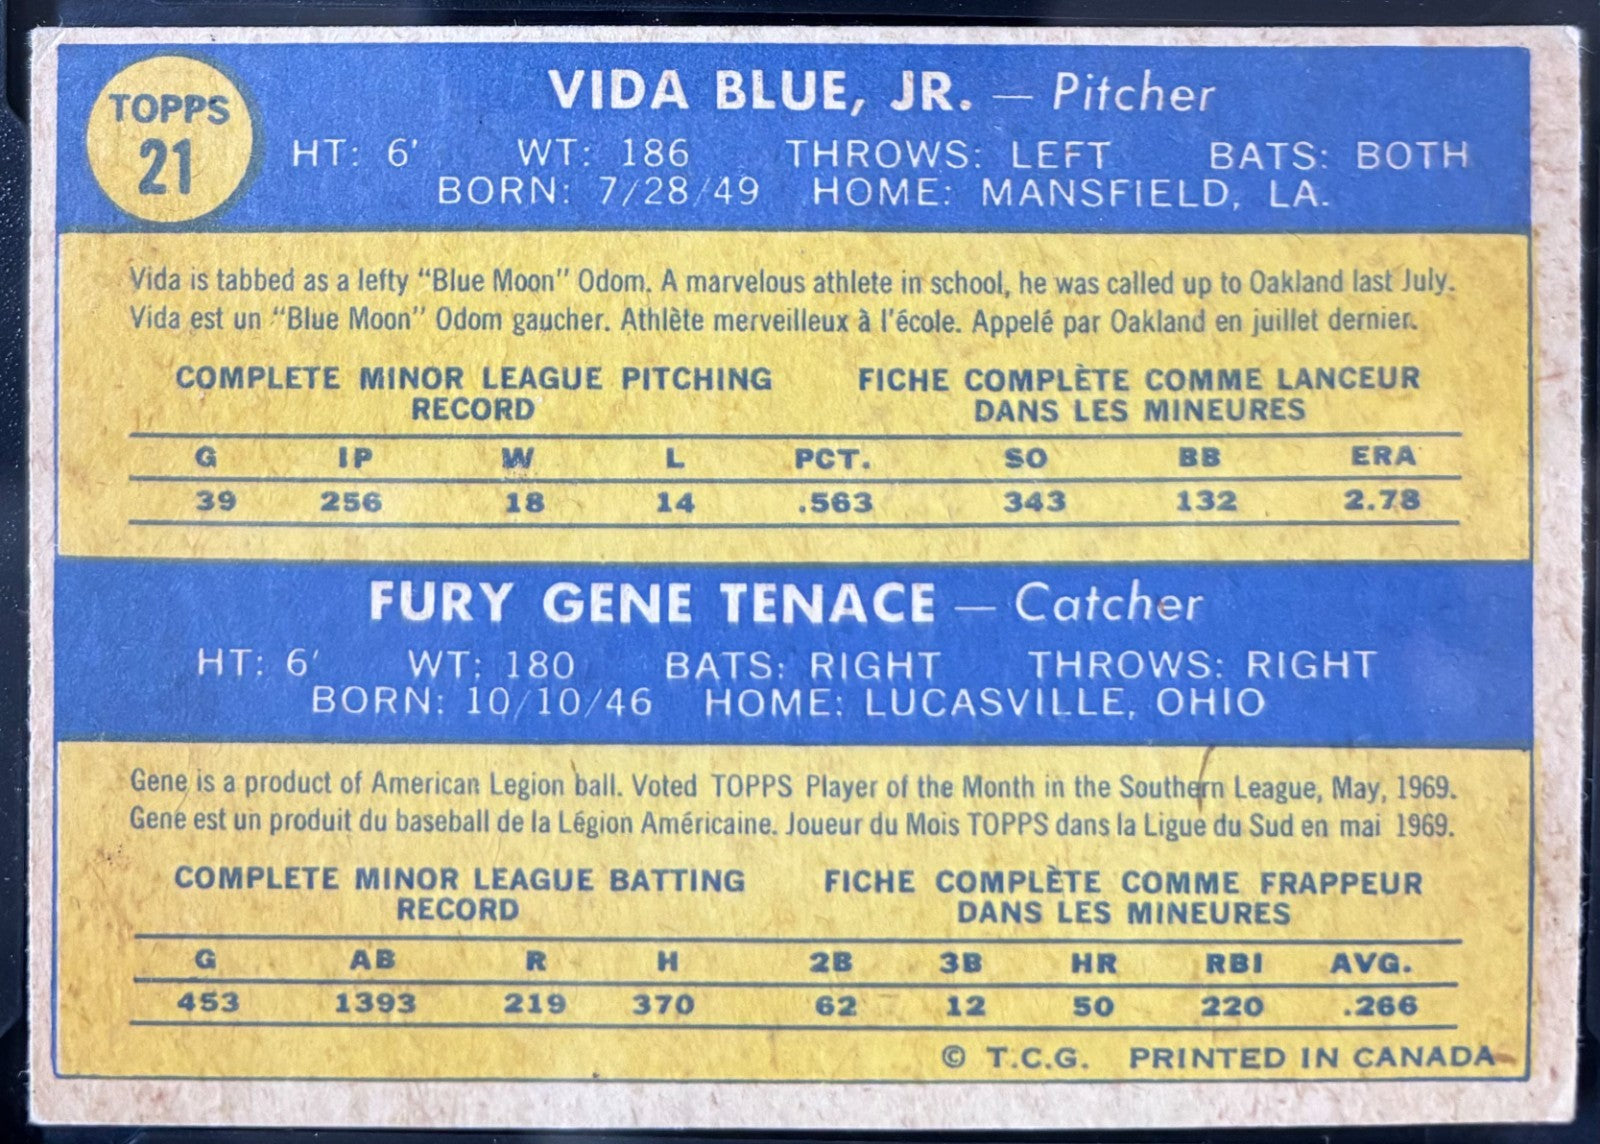 TOPPS
21
VIDA BLUE, JR. — Pitcher
HT: 6' WT: 186 THROWS: LEFT BATS: BOTH
BORN: 7/28/49 HOME: MANSFIELD, LA.
Vida is tabbed as a lefty "Blue Moon" Odom. A marvelous athlete in school, he was called up to Oakland last July.
Vida est un "Blue Moon" Odom gaucher. Athlète merveilleux à l'école. Appelé par Oakland en juillet dernier.
COMPLETE MINOR LEAGUE PITCHING
RECORD
FICHE COMPLÈTE COMME LANCEUR
DANS LES MINEURES
G IP W L PCT. SO BB ERA
39 256 18 14 .563 343 132 2.78
FURY GENE TENACE — Catcher
HT: 6' WT: 180 BATS: RIGHT THROWS: RIGHT
BORN: 10/10/46 HOME: LUCASVILLE, OHIO
Gene is a product of American Legion ball. Voted TOPPS Player of the Month in the Southern League, May, 1969.
Gene est un produit du baseball de la Légion Américaine. Joueur du Mois TOPPS dans la Ligue du Sud en mai 1969.
COMPLETE MINOR LEAGUE BATTING
RECORD
FICHE COMPLÈTE COMME FRAPPEUR
DANS LES MINEURES
G AB R H 2B 3B HR RBI AVG.
453 1393 219 370 62 12 50 220 .266
© T.C.G. PRINTED IN CANADA